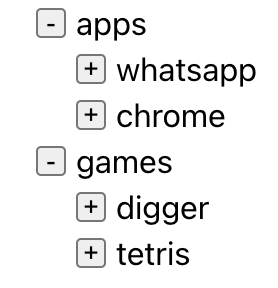 - apps
+ whatsapp
+ chrome
- games
+ digger
+ tetris